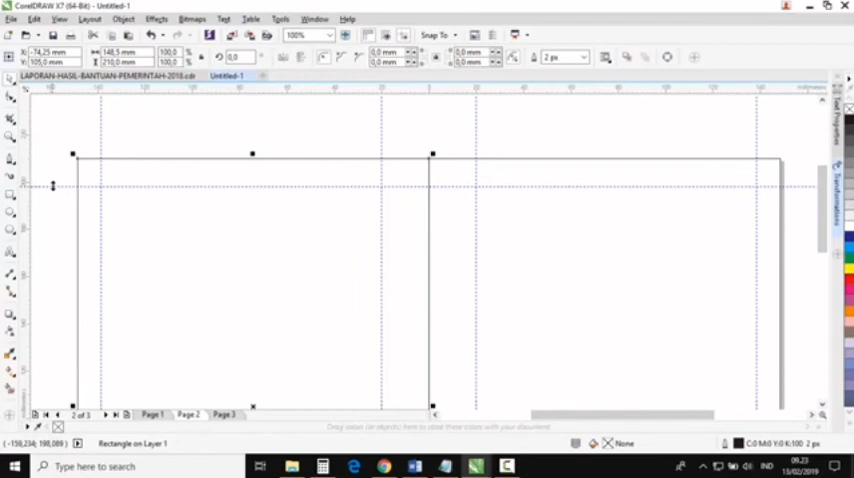 CorelDRAW X7 (64-Bit) - Untitled-1
File Edit View Layout Object Effects Bitmaps Text Table Tools Window Help
100% Snap To
X: -74,25 mm 148,5 mm 100,0 % 0,0 0,0 mm 0,0 mm 2 px
Y: 105,0 mm 210,0 mm 100,0 % 0,0 mm 0,0 mm
LAPORAN-HASIL-BANTUAN-PEMERINTAH-2018.cdr Untitled-1
millimeters
Text Properties
Transformations
2 of 3 Page 1 Page 2 Page 3
Drag colors (or objects) here to store these colors with your document
( -159,234; 198,089 ) Rectangle on Layer 1 None C:0 M:0 Y:0 K:100 2 px
Type here to search IND 09.23
13/02/2019